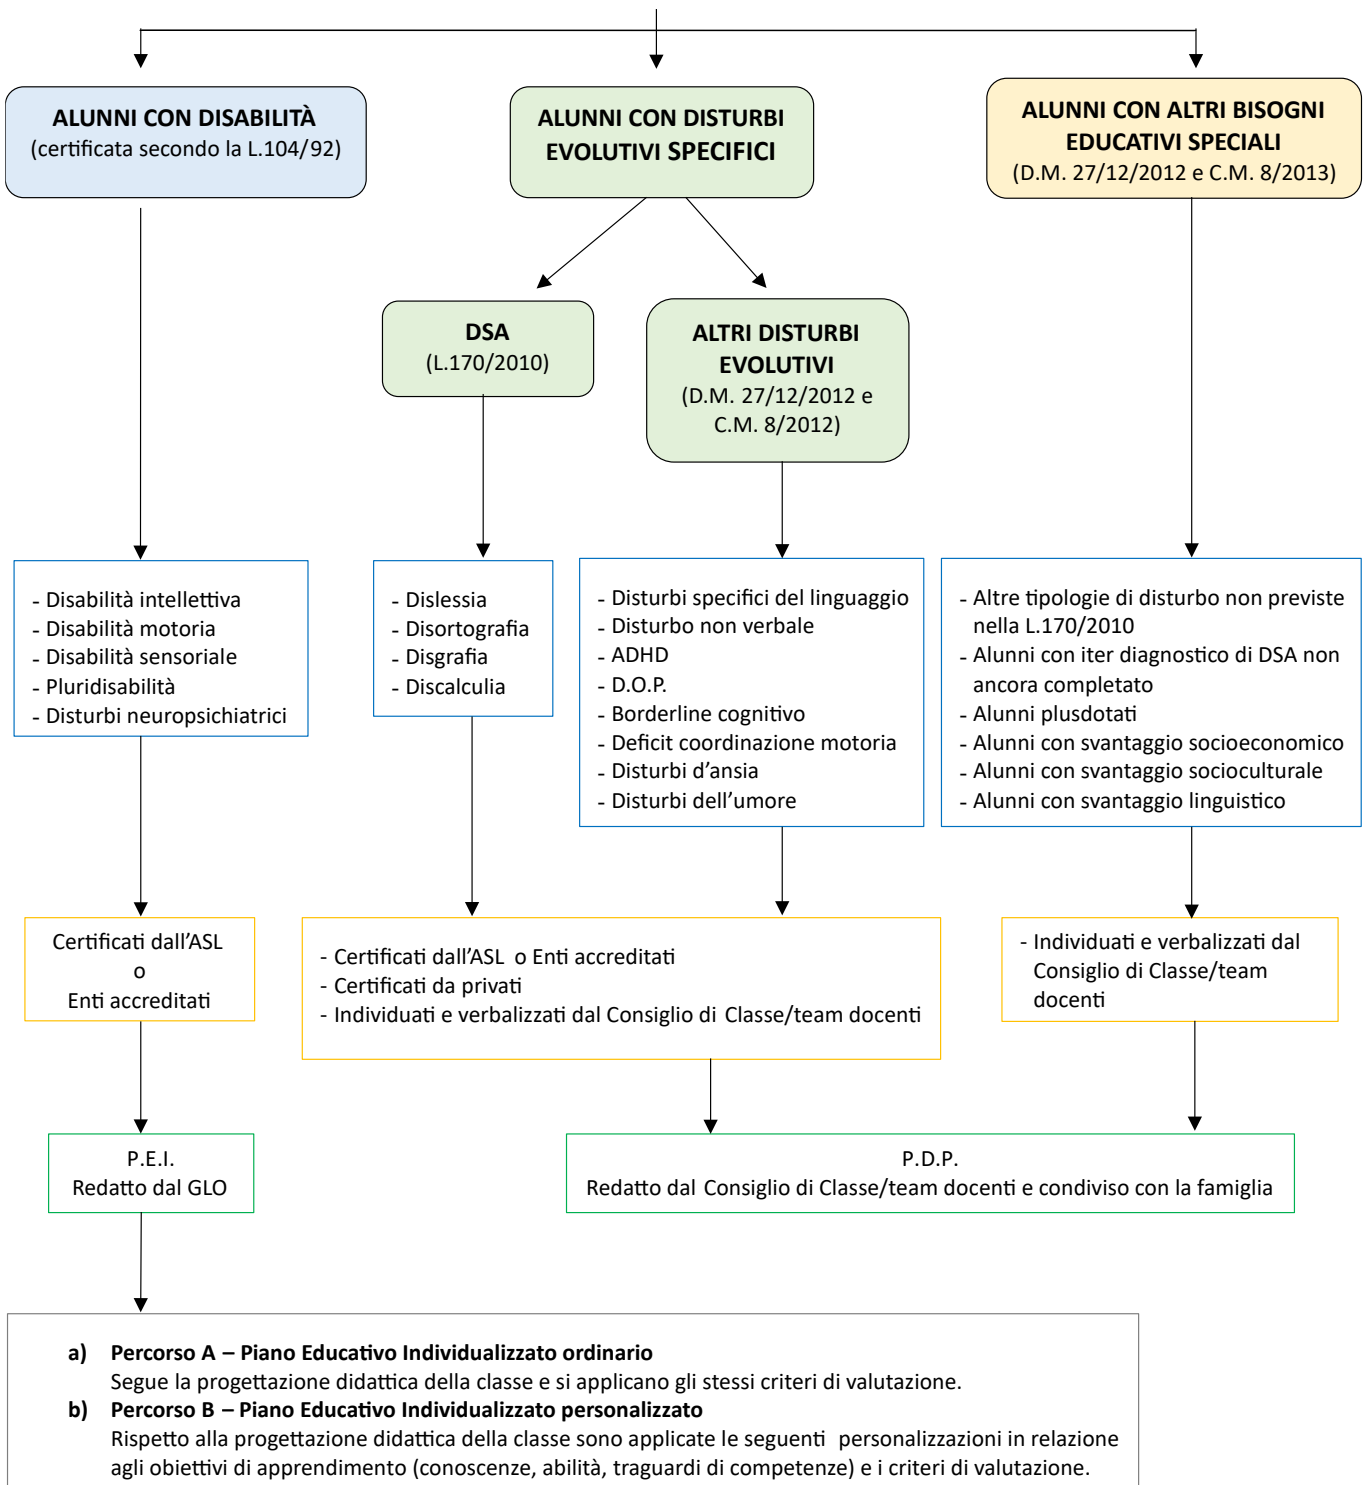 ALUNNI CON DISABILITÀ
(certificata secondo la L.104/92)
ALUNNI CON DISTURBI
EVOLUTIVI SPECIFICI
ALUNNI CON ALTRI BISOGNI
EDUCATIVI SPECIALI
(D.M. 27/12/2012 e C.M. 8/2013)
DSA
(L.170/2010)
ALTRI DISTURBI
EVOLUTIVI
(D.M. 27/12/2012 e
C.M. 8/2012)
- Disabilità intellettiva
- Disabilità motoria
- Disabilità sensoriale
- Pluridisabilità
- Disturbi neuropsichiatrici
- Dislessia
- Disortografia
- Disgrafia
- Discalculia
- Disturbi specifici del linguaggio
- Disturbo non verbale
- ADHD
- D.O.P.
- Borderline cognitivo
- Deficit coordinazione motoria
- Disturbi d'ansia
- Disturbi dell'umore
- Altre tipologie di disturbo non previste
nella L.170/2010
- Alunni con iter diagnostico di DSA non
ancora completato
- Alunni plusdotati
- Alunni con svantaggio socioeconomico
- Alunni con svantaggio socioculturale
- Alunni con svantaggio linguistico
Certificati dall'ASL
o
Enti accreditati
- Certificati dall'ASL o Enti accreditati
- Certificati da privati
- Individuati e verbalizzati dal Consiglio di Classe/team docenti
- Individuati e verbalizzati dal
Consiglio di Classe/team
docenti
P.E.I.
Redatto dal GLO
P.D.P.
Redatto dal Consiglio di Classe/team docenti e condiviso con la famiglia
a) Percorso A – Piano Educativo Individualizzato ordinario
Segue la progettazione didattica della classe e si applicano gli stessi criteri di valutazione.
b) Percorso B – Piano Educativo Individualizzato personalizzato
Rispetto alla progettazione didattica della classe sono applicate le seguenti personalizzazioni in relazione
agli obiettivi di apprendimento (conoscenze, abilità, traguardi di competenze) e i criteri di valutazione.